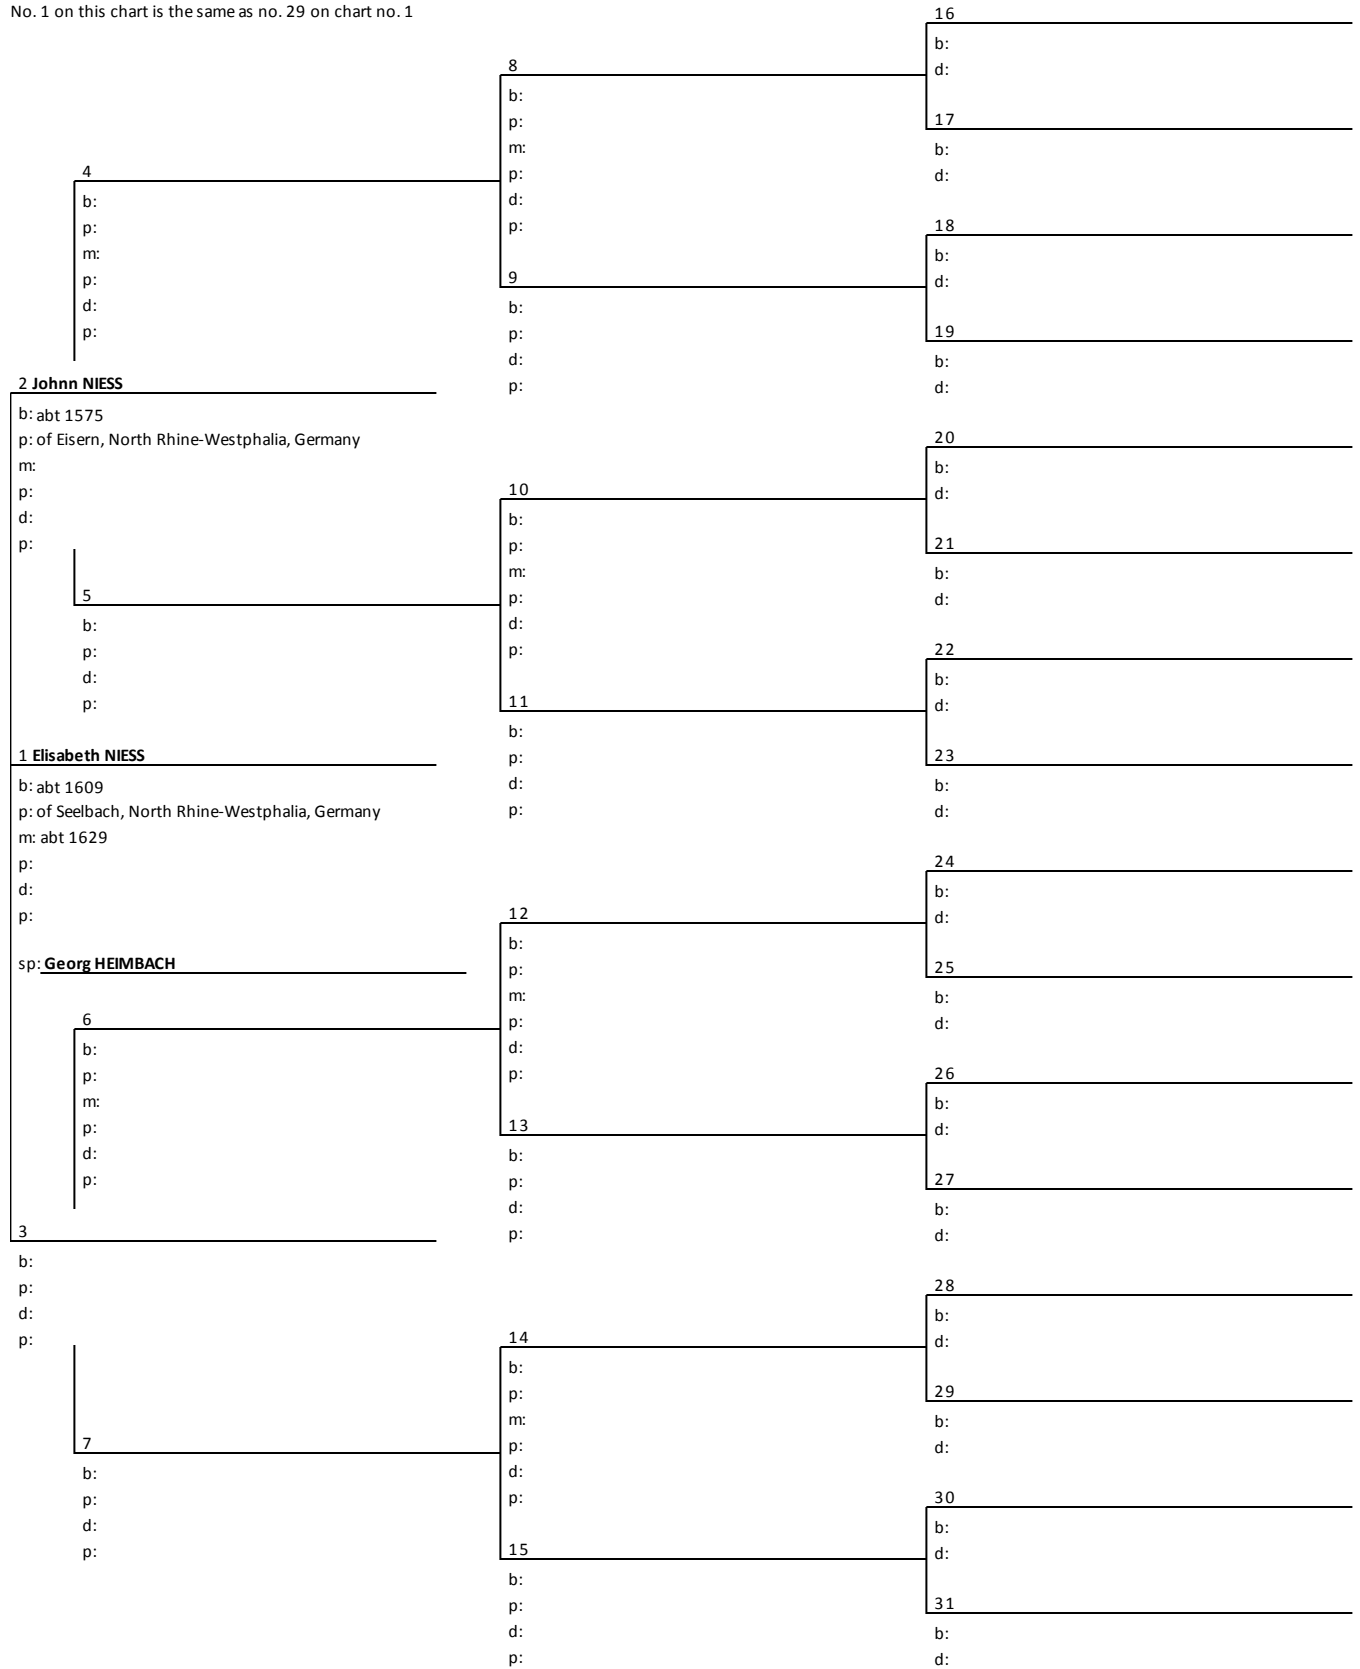 No. 1 on this chart is the same as no. 29 on chart no. 1
16
b:
d:
8
b:
p:
m:
p:
d:
p:
17
b:
d:
4
b:
p:
m:
p:
d:
p:
18
b:
d:
9
b:
p:
d:
p:
19
b:
d:
2 Johnn NIESS
b: abt 1575
p: of Eisern, North Rhine-Westphalia, Germany
m:
p:
d:
p:
20
b:
d:
10
b:
p:
m:
p:
d:
p:
21
b:
d:
5
b:
p:
d:
p:
22
b:
d:
11
b:
p:
d:
p:
23
b:
d:
1 Elisabeth NIESS
b: abt 1609
p: of Seelbach, North Rhine-Westphalia, Germany
m: abt 1629
p:
d:
p:
24
b:
d:
12
b:
p:
m:
p:
d:
p:
25
b:
d:
sp: Georg HEIMBACH
6
b:
p:
m:
p:
d:
p:
26
b:
d:
13
b:
p:
d:
p:
27
b:
d:
3
b:
p:
d:
p:
28
b:
d:
14
b:
p:
m:
p:
d:
p:
29
b:
d:
7
b:
p:
d:
p:
30
b:
d:
15
b:
p:
d:
p:
31
b:
d: